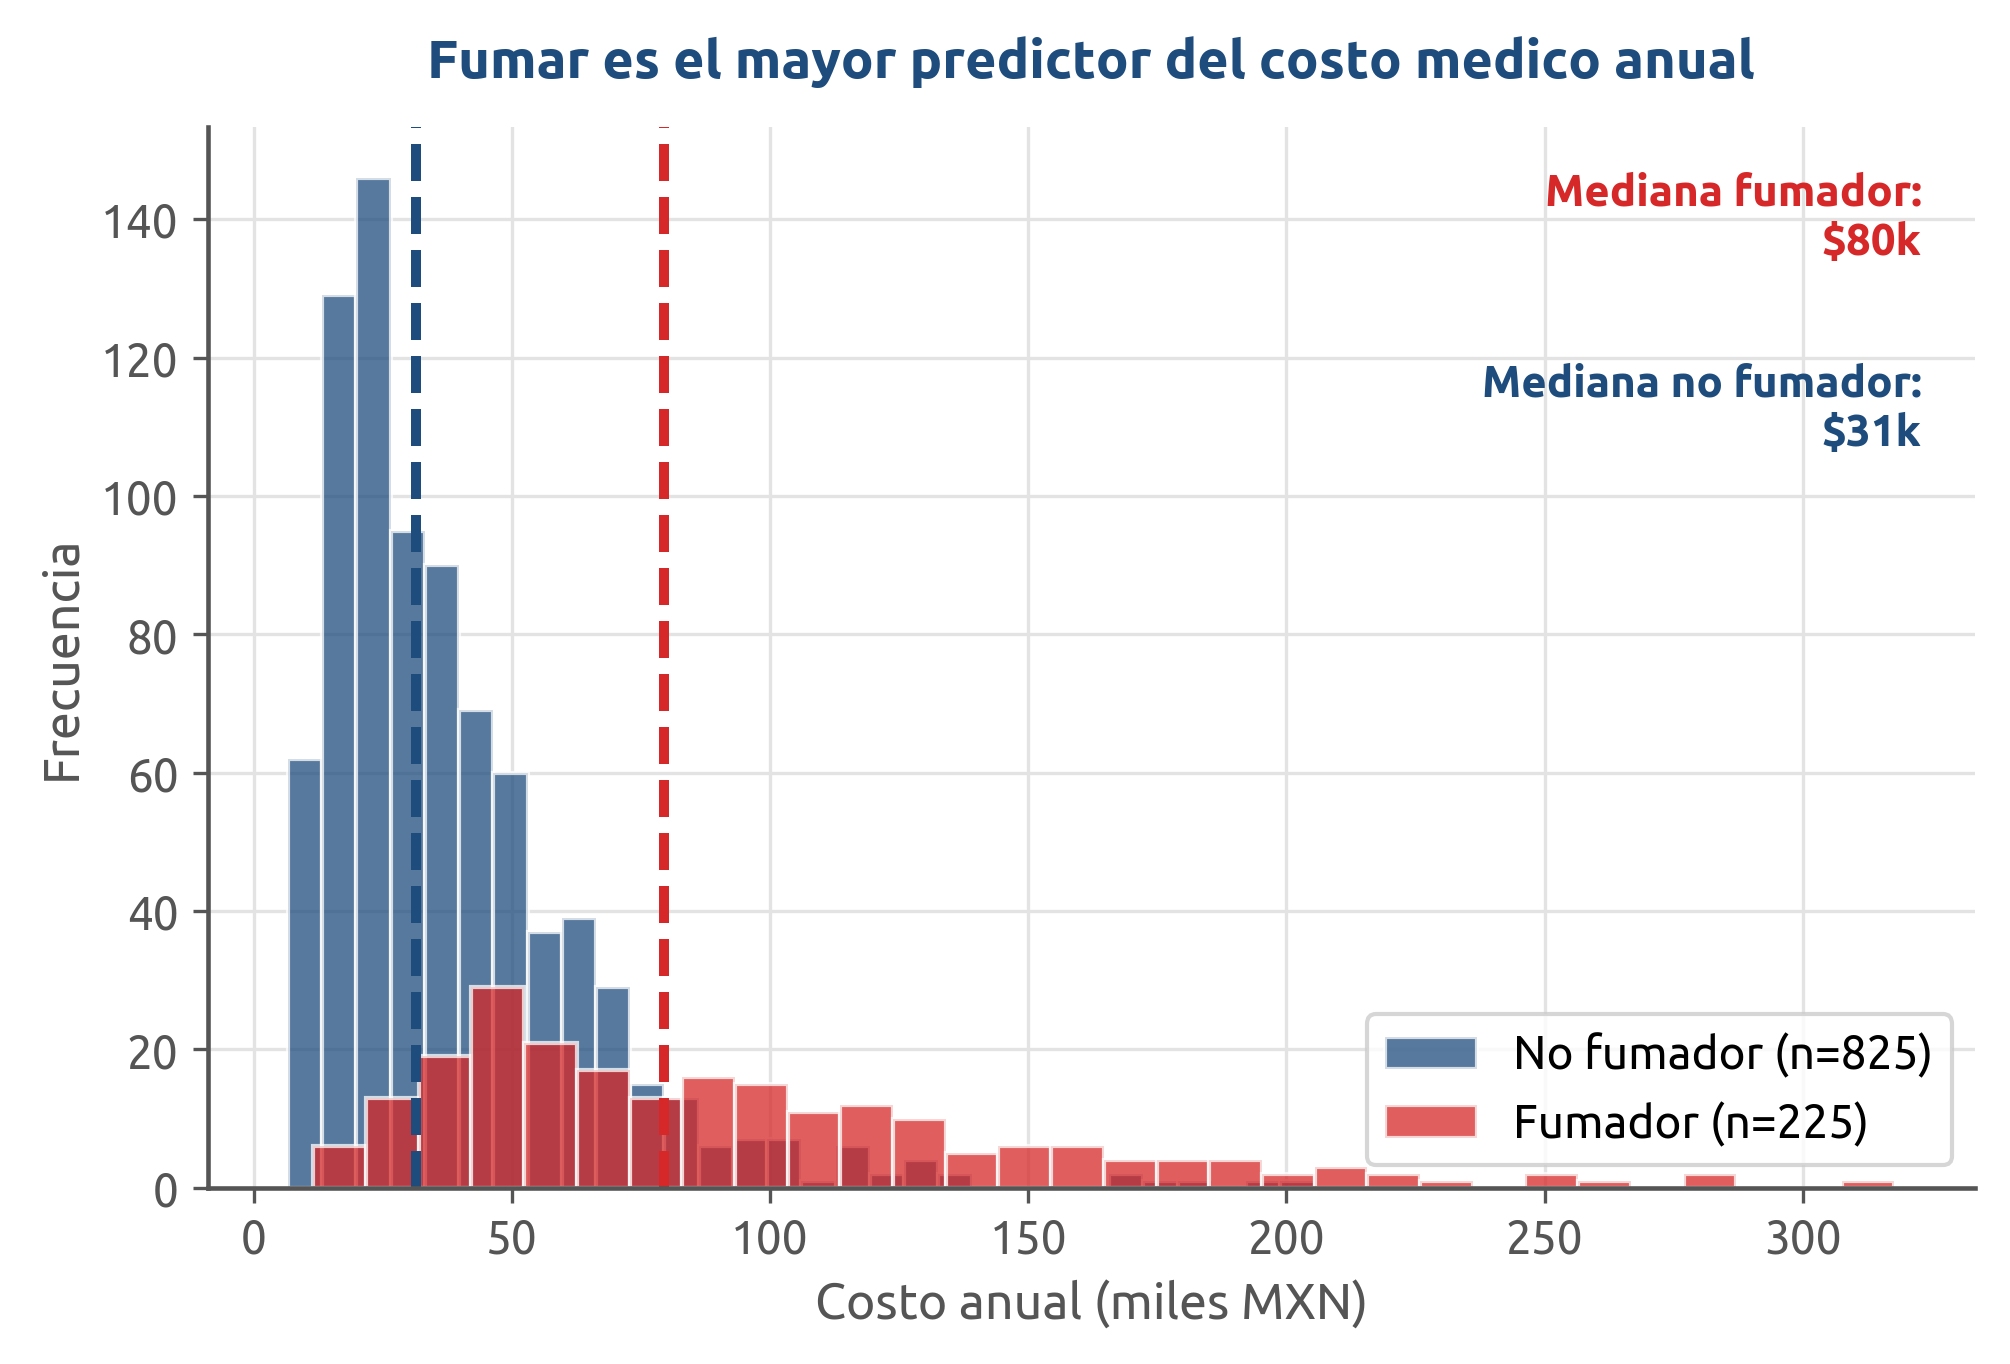 Fumar es el mayor predictor del costo medico anual
Mediana fumador:
$80k
Mediana no fumador:
$31k
Frecuencia
140
120
100
80
60
40
20
0
No fumador (n=825)
Fumador (n=225)
0 50 100 150 200 250 300
Costo anual (miles MXN)